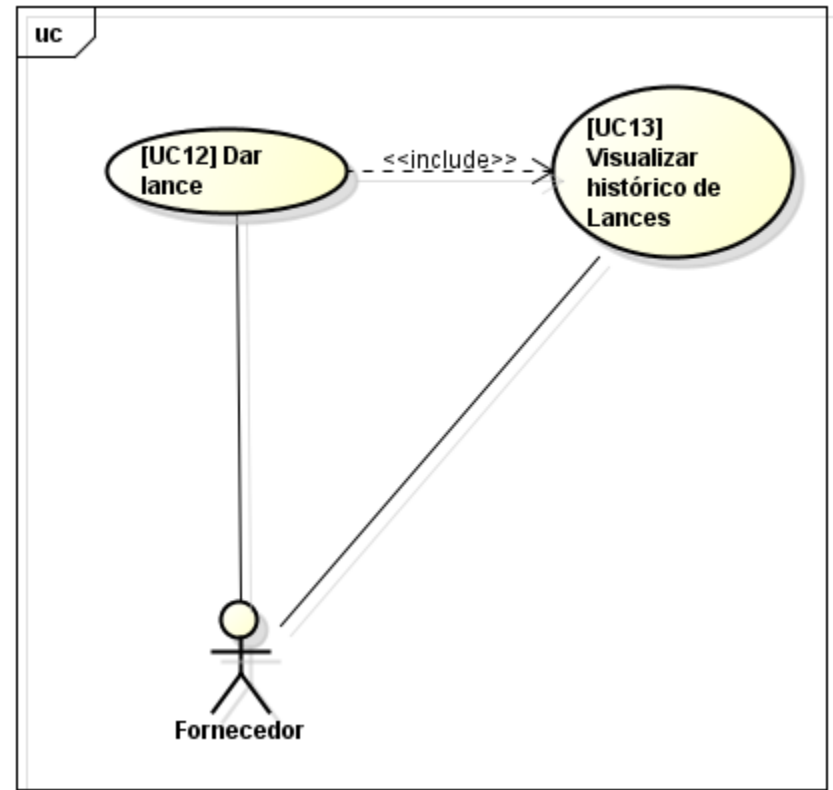 uc
[UC12] Dar
lance
<<include>>
[UC13]
Visualizar
histórico de
Lances
Fornecedor